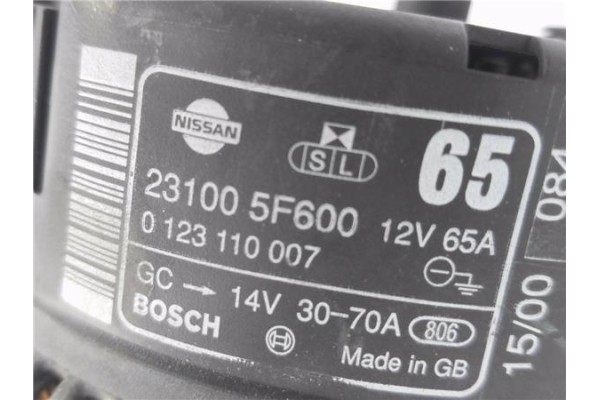 NISSAN
S L
65
23100 5F600 12V 65A
0 123 110 007
GC → 14V 30-70A 806
BOSCH
Made in GB
084
15/00